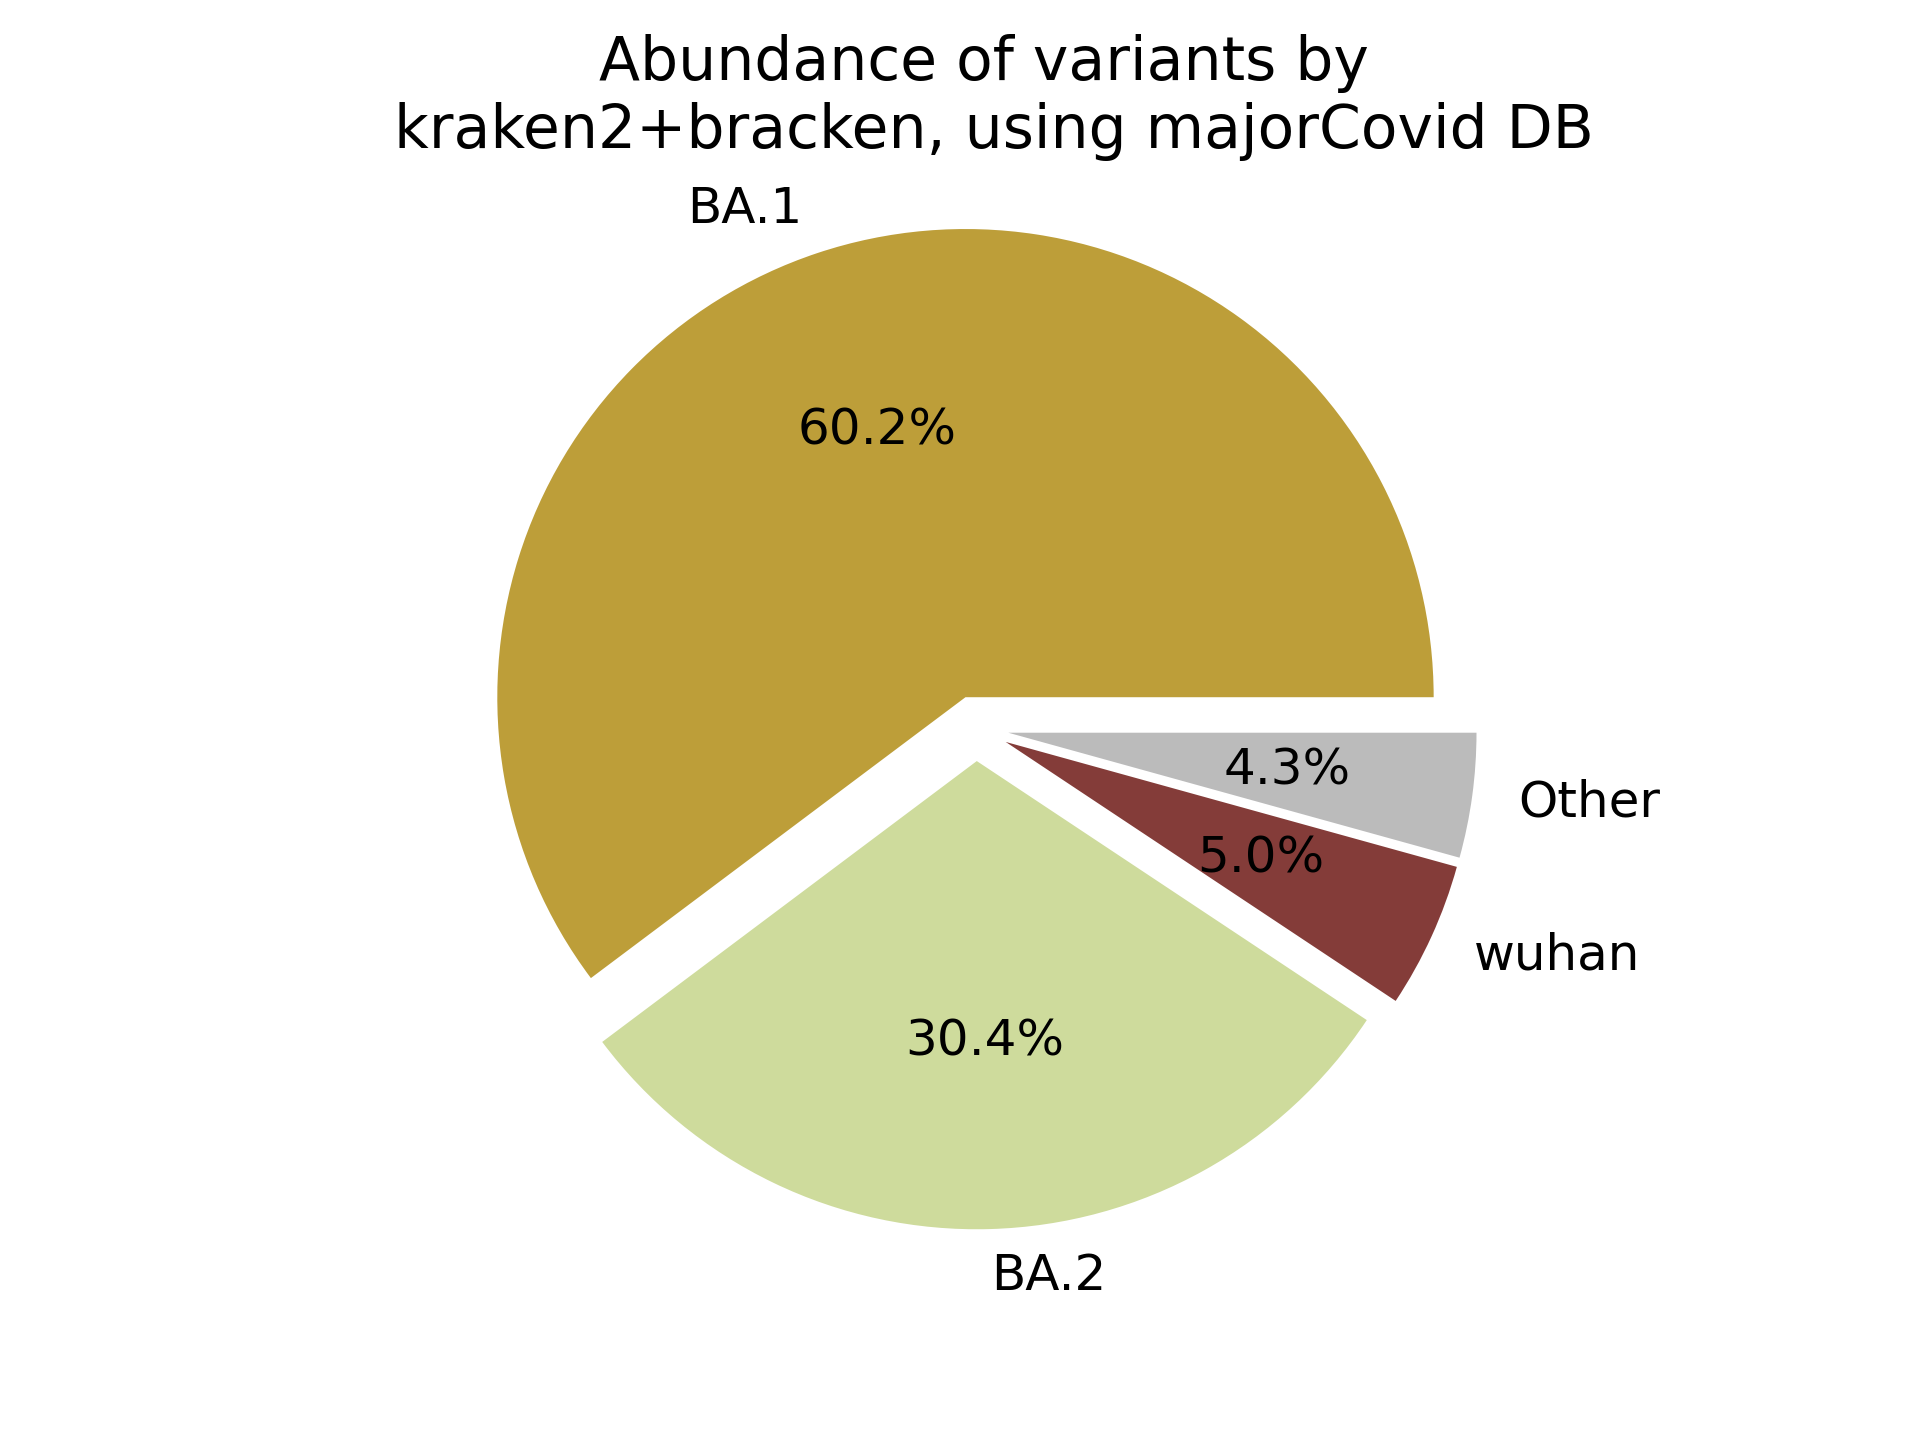 Abundance of variants by
kraken2+bracken, using majorCovid DB
BA.1
60.2%
4.3%
Other
5.0%
wuhan
30.4%
BA.2